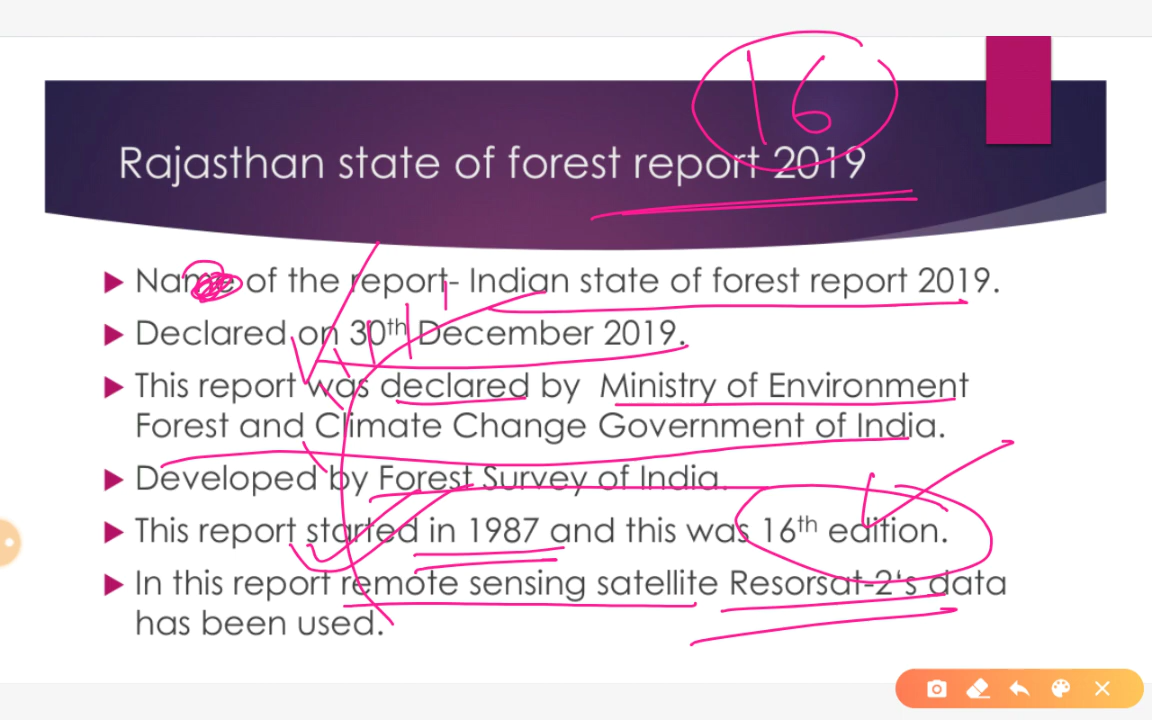 16
Rajasthan state of forest report 2019
Name of the report- Indian state of forest report 2019.
Declared on 30th December 2019.
This report was declared by Ministry of Environment
Forest and Climate Change Government of India.
Developed by Forest Survey of India.
This report started in 1987 and this was 16th edition.
In this report remote sensing satellite Resorsat-2's data
has been used.